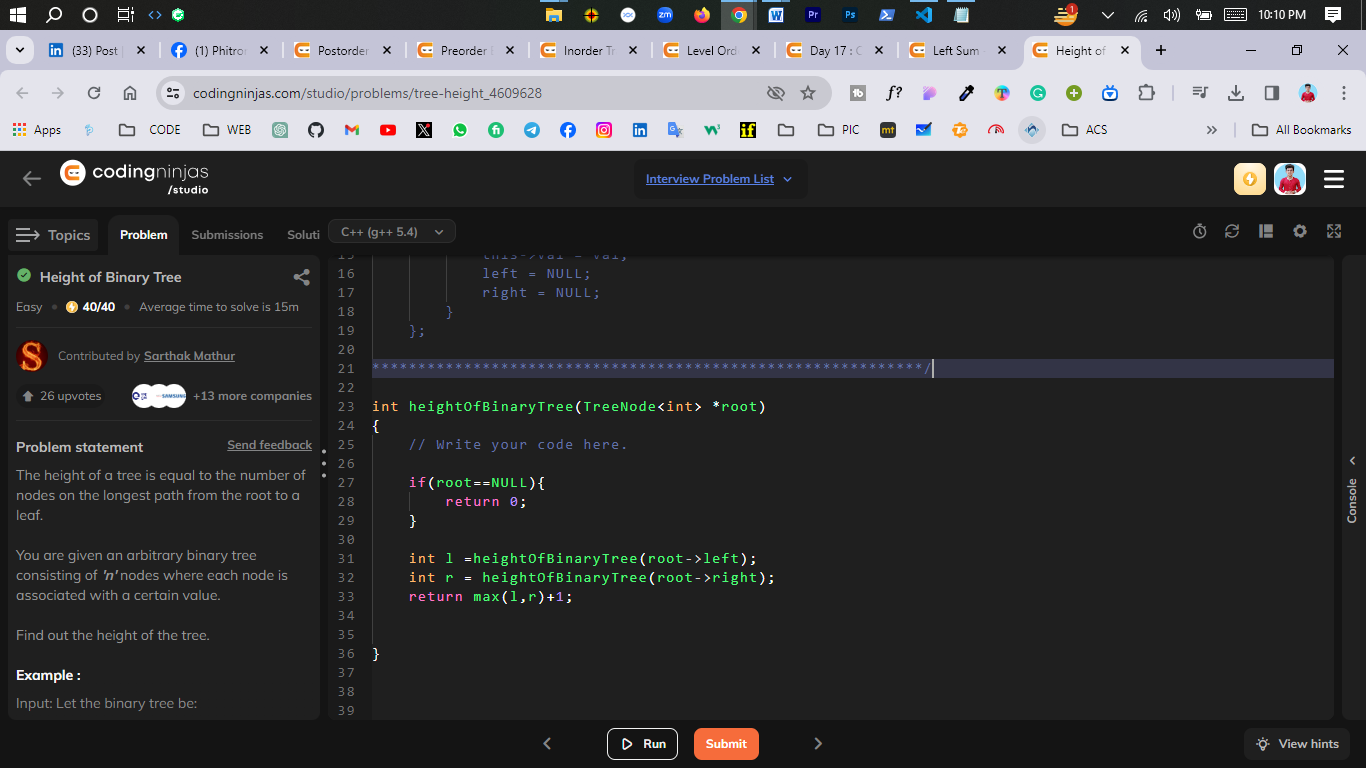 10:10 PM
(33) Post
(1) Phitron
Postorder
Preorder
Inorder Tr
Level Ord
Day 17 : C
Left Sum
Height of
codingninjas.com/studio/problems/tree-height_4609628
Apps
CODE
WEB
PIC
ACS
All Bookmarks
codingninjas
/studio
Interview Problem List
Topics
Problem
Submissions
Soluti
C++ (g++ 5.4)
Height of Binary Tree
Easy • 40/40 • Average time to solve is 15m
Contributed by Sarthak Mathur
26 upvotes
SAMSUNG
+13 more companies
Problem statement
Send feedback
The height of a tree is equal to the number of
nodes on the longest path from the root to a
leaf.
You are given an arbitrary binary tree
consisting of 'n' nodes where each node is
associated with a certain value.
Find out the height of the tree.
Example :
Input: Let the binary tree be:
15 this->val = val;
16 left = NULL;
17 right = NULL;
18 }
19 };
20
21 ************************************************************/
22
23 int heightOfBinaryTree(TreeNode<int> *root)
24 {
25 // Write your code here.
26
27 if(root==NULL){
28 return 0;
29 }
30
31 int l =heightOfBinaryTree(root->left);
32 int r = heightOfBinaryTree(root->right);
33 return max(l,r)+1;
34
35
36 }
37
38
39
Console
Run
Submit
View hints